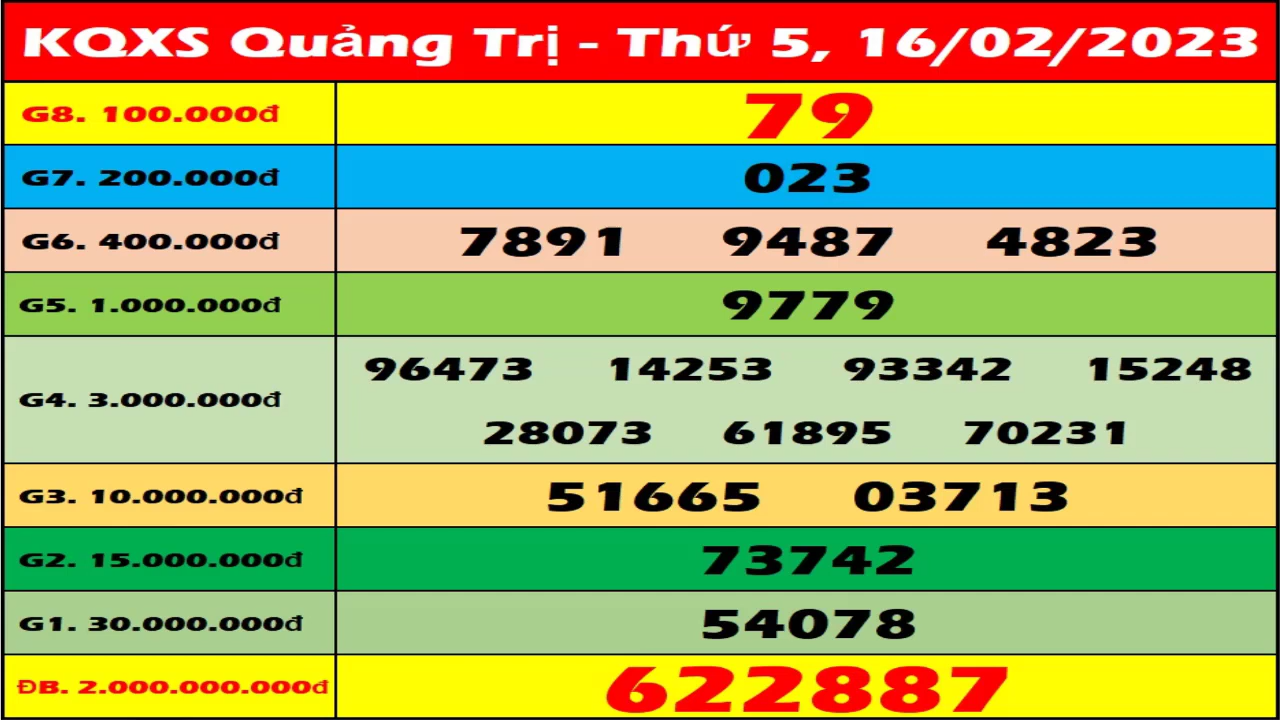 KQXS Quảng Trị - Thứ 5, 16/02/2023
G8. 100.000đ 79
G7. 200.000đ 023
G6. 400.000đ 7891 9487 4823
G5. 1.000.000đ 9779
G4. 3.000.000đ 96473 14253 93342 15248
28073 61895 70231
G3. 10.000.000đ 51665 03713
G2. 15.000.000đ 73742
G1. 30.000.000đ 54078
ĐB. 2.000.000.000đ 622887